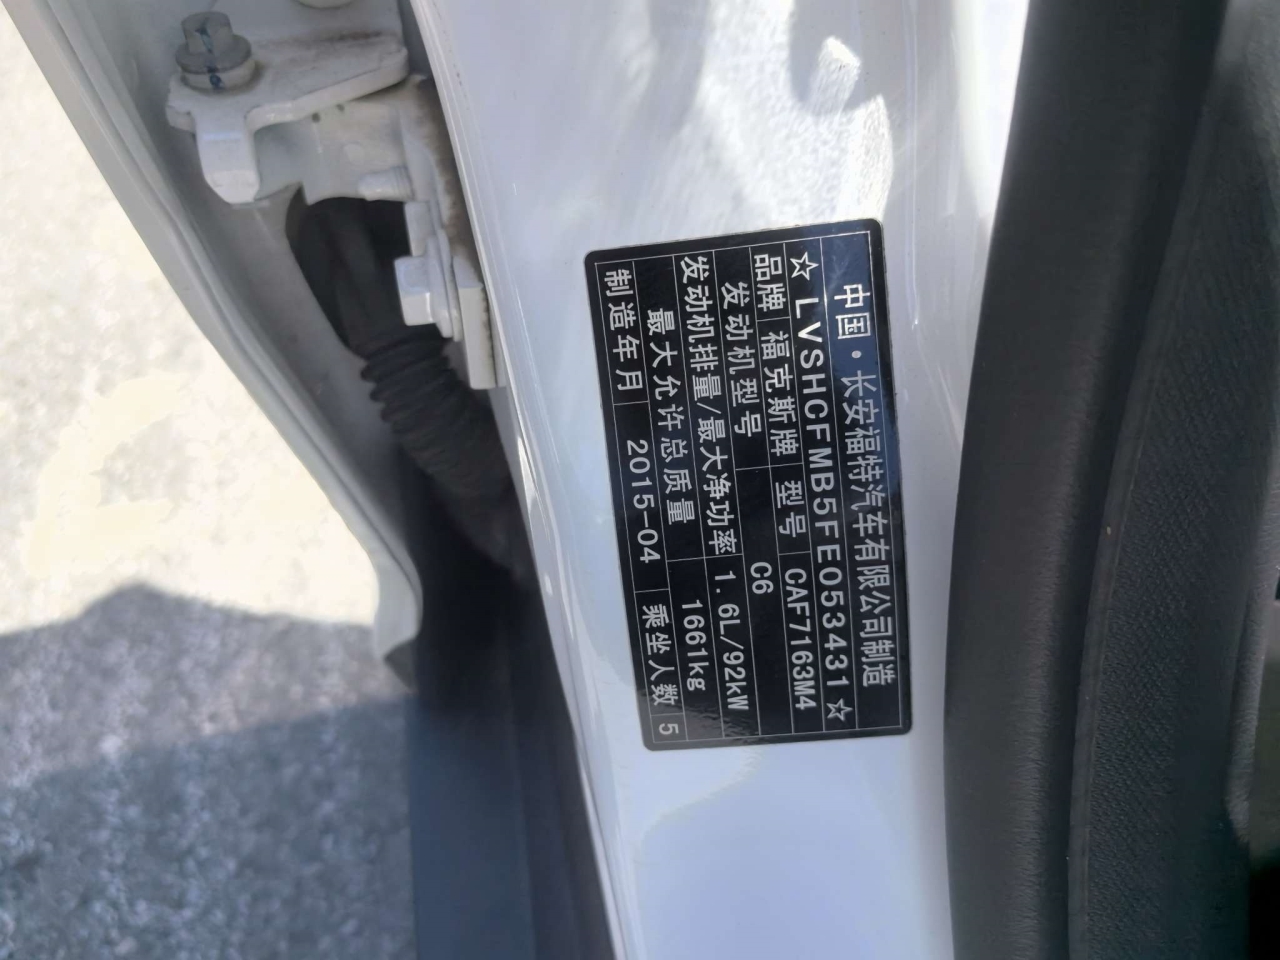 中国·长安福特汽车有限公司制造
☆LVSHCFMB5FE053431☆
品牌 福克斯牌 型号 CAF7163M4
发动机型号 C6
发动机排量/最大净功率 1.6L/92kW
最大允许总质量 1661kg
制造年月 2015-04 乘坐人数 5